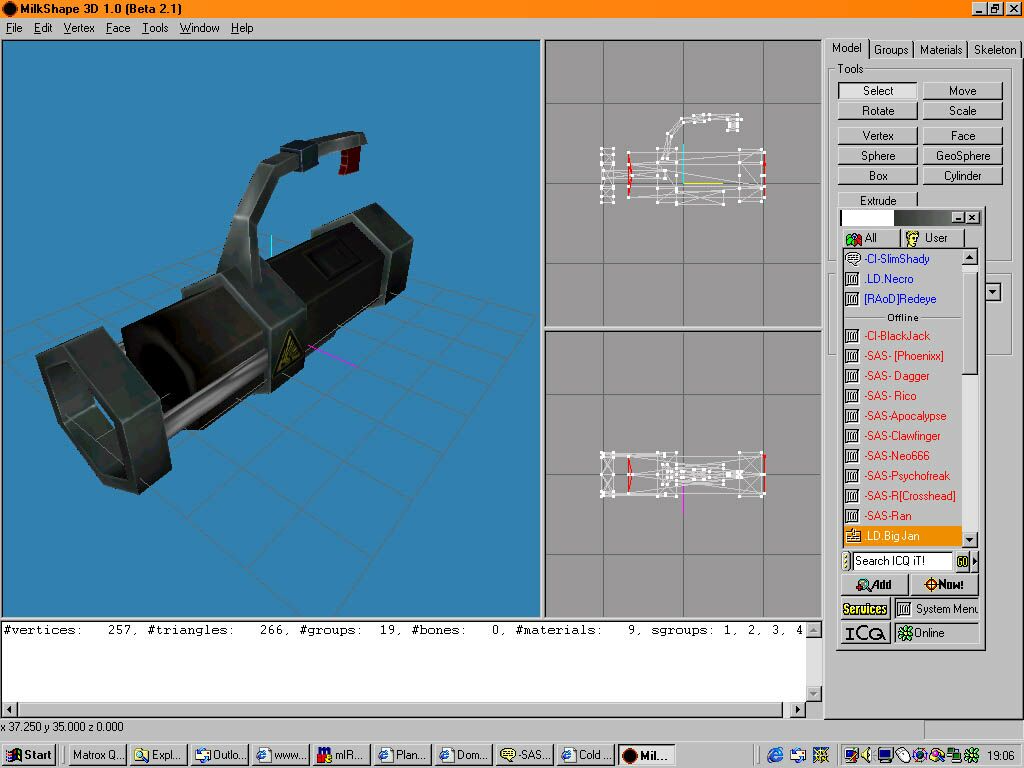 MilkShape 3D 1.0 (Beta 2.1)
File Edit Vertex Face Tools Window Help
Model Groups Materials Skeleton
Tools
Select Move
Rotate Scale
Vertex Face
Sphere GeoSphere
Box Cylinder
Extrude
All User
-CI-SlimShady
.LD.Necro
[RAoD]Redeye
Offline
-CI-BlackJack
-SAS- [Phoenixx]
-SAS- Dagger
-SAS- Rico
-SAS-Apocalypse
-SAS-Clawfinger
-SAS-Neo666
-SAS-Psychofreak
-SAS-R[Crosshead]
-SAS-Ran
.LD.Big Jan
Search ICQ iT! GO
Add Now!
Services System Menu
ICQ Online
#vertices: 257, #triangles: 266, #groups: 19, #bones: 0, #materials: 9, sgroups: 1, 2, 3, 4
x 37.250 y 35.000 z 0.000
Start Matrox Q... Expl... Outlo... www.... mIR... Plan... Dom... -SAS... Cold ... Mil... 19:06